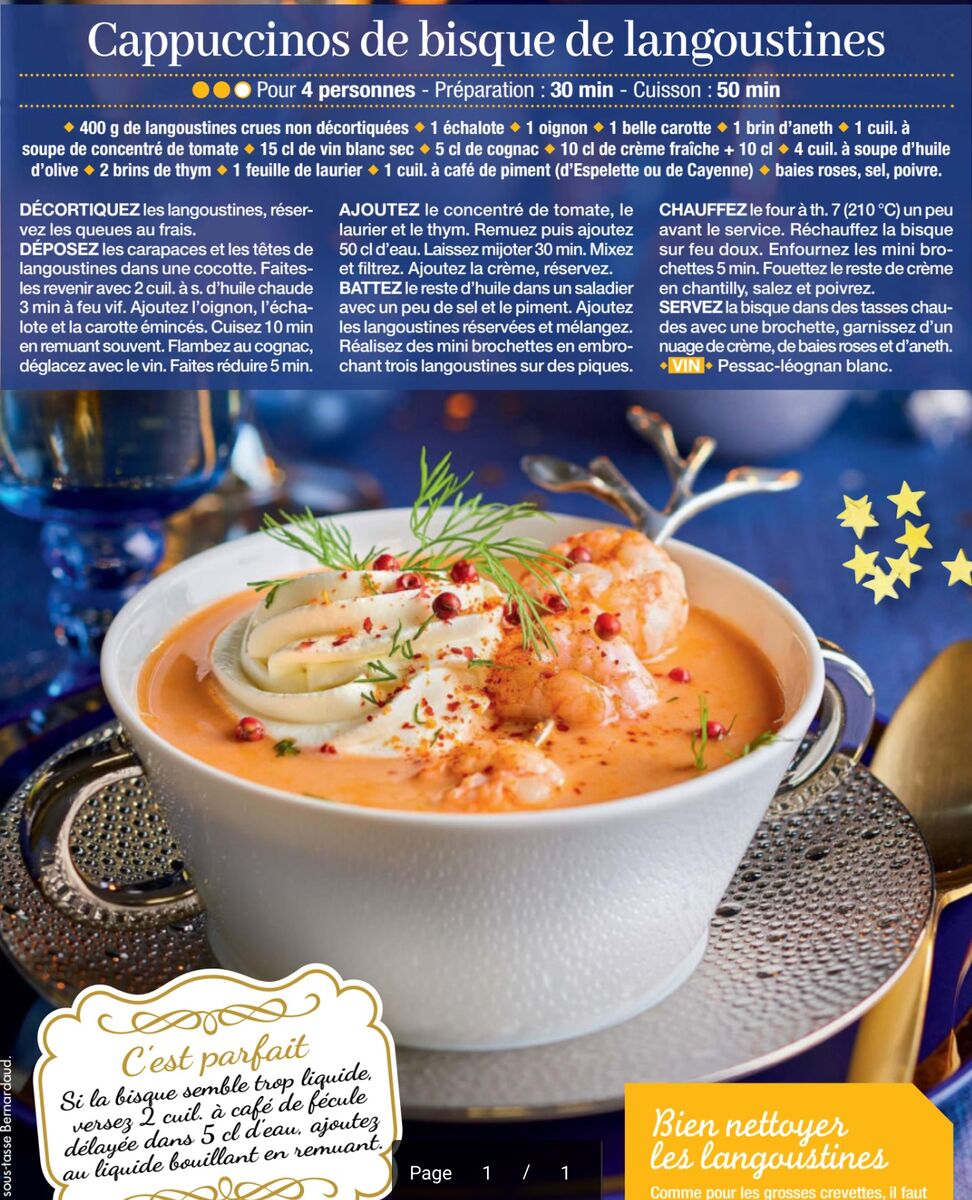 Cappuccinos de bisque de langoustines
Pour 4 personnes - Préparation : 30 min - Cuisson : 50 min
◆ 400 g de langoustines crues non décortiquées ◆ 1 échalote ◆ 1 oignon ◆ 1 belle carotte ◆ 1 brin d'aneth ◆ 1 cuil. à
soupe de concentré de tomate ◆ 15 cl de vin blanc sec ◆ 5 cl de cognac ◆ 10 cl de crème fraîche + 10 cl ◆ 4 cuil. à soupe d'huile
d'olive ◆ 2 brins de thym ◆ 1 feuille de laurier ◆ 1 cuil. à café de piment (d'Espelette ou de Cayenne) ◆ baies roses, sel, poivre.
DÉCORTIQUEZ les langoustines, réser-
vez les queues au frais.
DÉPOSEZ les carapaces et les têtes de
langoustines dans une cocotte. Faites-
les revenir avec 2 cuil. à s. d'huile chaude
3 min à feu vif. Ajoutez l'oignon, l'écha-
lote et la carotte émincés. Cuisez 10 min
en remuant souvent. Flambez au cognac,
déglacez avec le vin. Faites réduire 5 min.
AJOUTEZ le concentré de tomate, le
laurier et le thym. Remuez puis ajoutez
50 cl d'eau. Laissez mijoter 30 min. Mixez
et filtrez. Ajoutez la crème, réservez.
BATTEZ le reste d'huile dans un saladier
avec un peu de sel et le piment. Ajoutez
les langoustines réservées et mélangez.
Réalisez des mini brochettes en embro-
chant trois langoustines sur des piques.
CHAUFFEZ le four à th. 7 (210 °C) un peu
avant le service. Réchauffez la bisque
sur feu doux. Enfournez les mini bro-
chettes 5 min. Fouettez le reste de crème
en chantilly, salez et poivrez.
SERVEZ la bisque dans des tasses chau-
des avec une brochette, garnissez d'un
nuage de crème, de baies roses et d'aneth.
◆ VIN ◆ Pessac-léognan blanc.
C'est parfait
Si la bisque semble trop liquide,
versez 2 cuil. à café de fécule
délayée dans 5 cl d'eau, ajoutez
au liquide bouillant en remuant.
sous-tasse Bernardaud.
Page 1 / 1
Bien nettoyer
les langoustines
Comme pour les grosses crevettes, il faut